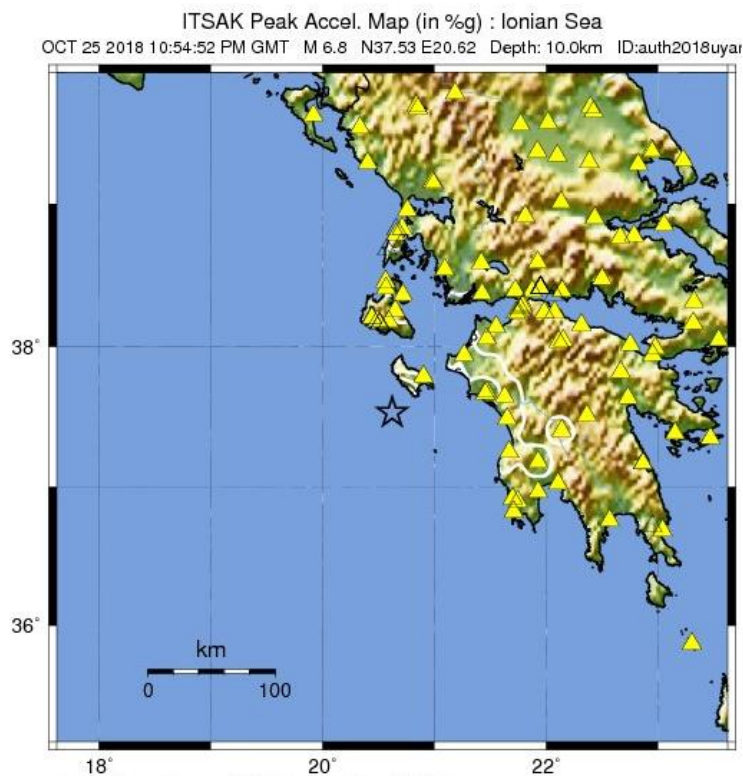 ITSAK Peak Accel. Map (in %g) : Ionian Sea
OCT 25 2018 10:54:52 PM GMT M 6.8 N37.53 E20.62 Depth: 10.0km ID:auth2018uyar
38˚
36˚
km
0 100
18˚ 20˚ 22˚